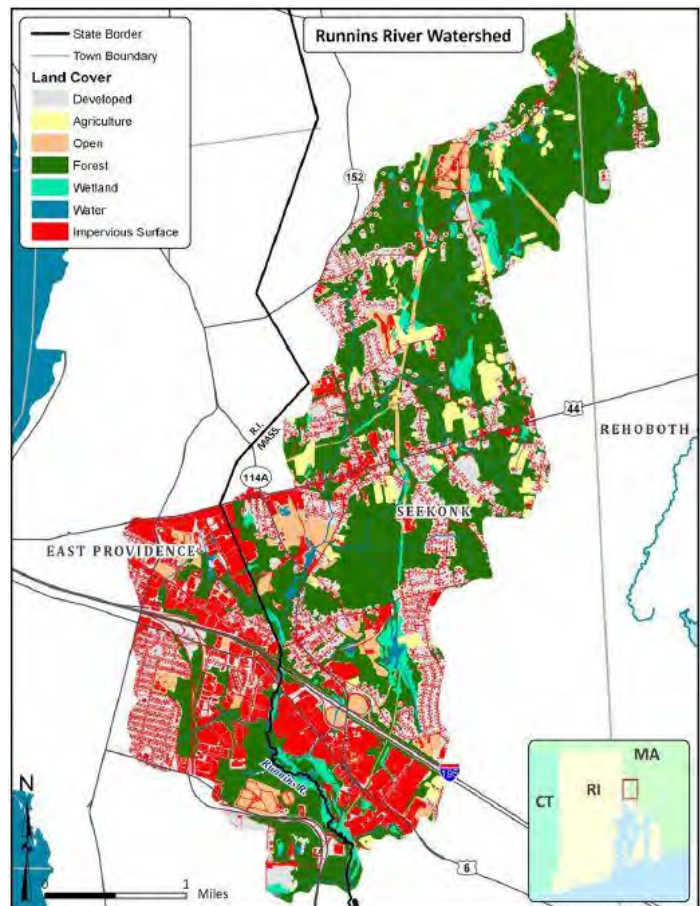 Runnins River Watershed
State Border
Town Boundary
Land Cover
Developed
Agriculture
Open
Forest
Wetland
Water
Impervious Surface
152
44
R.I.
MASS.
REHOBOTH
114A
SEEKONK
EAST PROVIDENCE
195
Runnins R.
MA
CT
RI
N
6
0
1
Miles